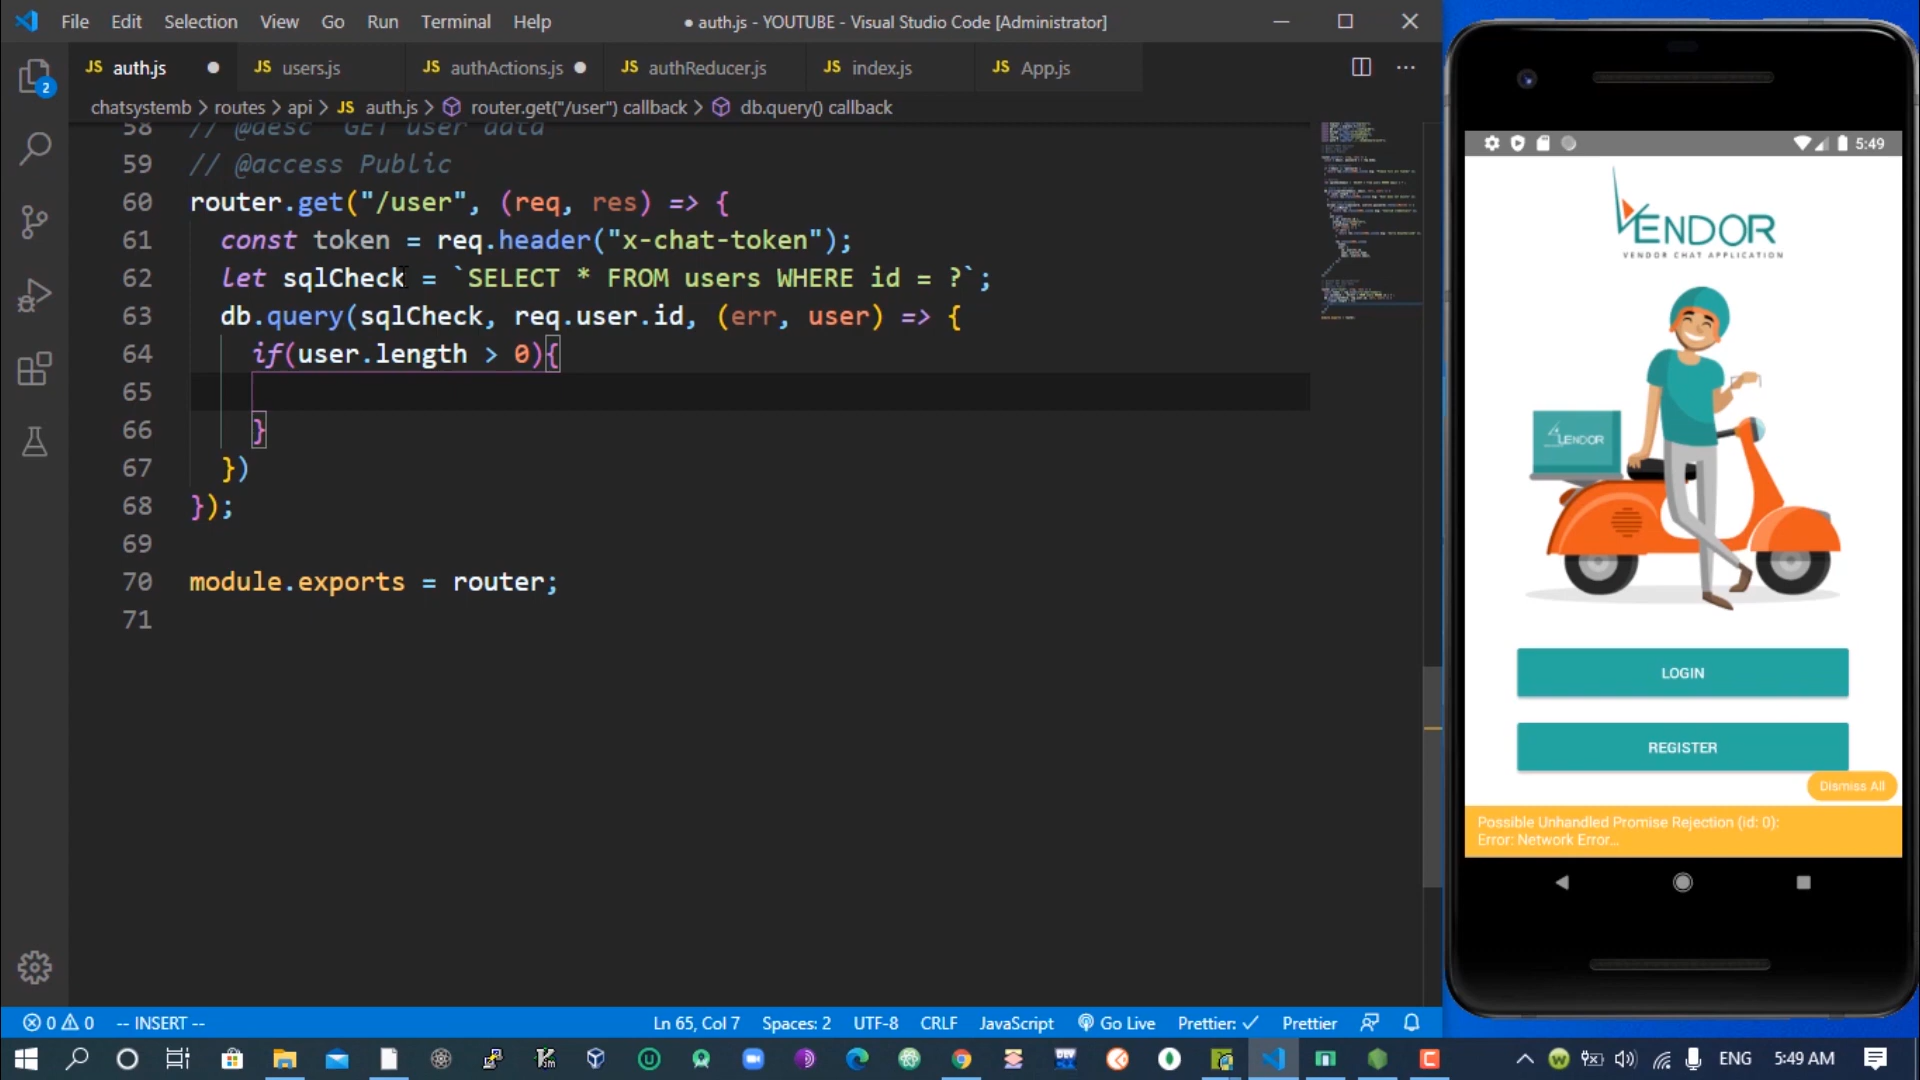 File Edit Selection View Go Run Terminal Help ● auth.js - YOUTUBE - Visual Studio Code [Administrator]
JS auth.js ● JS users.js JS authActions.js ● JS authReducer.js JS index.js JS App.js
2
chatsystemb > routes > api > JS auth.js > router.get("/user") callback > db.query() callback
58 // @desc GET user data
59 // @access Public
60 router.get("/user", (req, res) => {
61 const token = req.header("x-chat-token");
62 let sqlCheck = `SELECT * FROM users WHERE id = ?`;
63 db.query(sqlCheck, req.user.id, (err, user) => {
64 if(user.length > 0){
65
66 }
67 })
68 });
69
70 module.exports = router;
71
0 0 -- INSERT -- Ln 65, Col 7 Spaces: 2 UTF-8 CRLF JavaScript Go Live Prettier: ✓ Prettier
ENG 5:49 AM
5:49
VENDOR
VENDOR CHAT APPLICATION
VENDOR
LOGIN
REGISTER
Dismiss All
Possible Unhandled Promise Rejection (id: 0):
Error: Network Error...